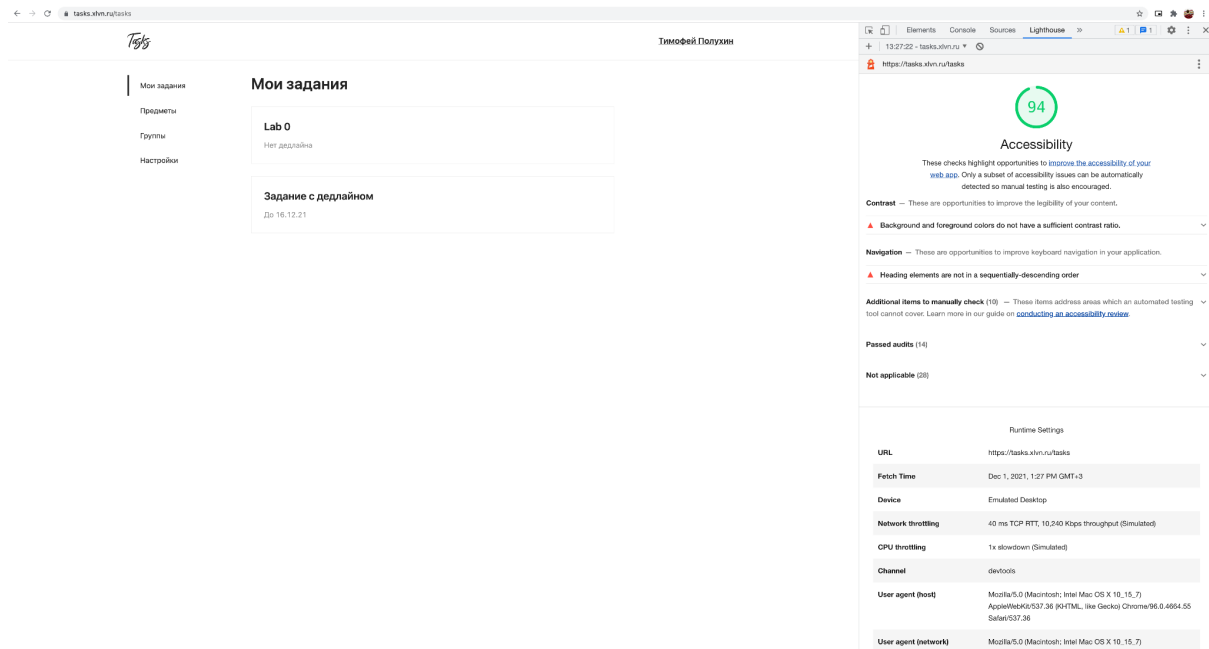 tasks.xlvn.ru/tasks
Tasks
Тимофей Полухин
Мои задания
Предметы
Группы
Настройки
Мои задания
Lab 0
Нет дедлайна
Задание с дедлайном
До 16.12.21
Elements Console Sources Lighthouse » 1 1
+ 13:27:22 - tasks.xlvn.ru
https://tasks.xlvn.ru/tasks
94
Accessibility
These checks highlight opportunities to improve the accessibility of your
web app. Only a subset of accessibility issues can be automatically
detected so manual testing is also encouraged.
Contrast — These are opportunities to improve the legibility of your content.
Background and foreground colors do not have a sufficient contrast ratio.
Navigation — These are opportunities to improve keyboard navigation in your application.
Heading elements are not in a sequentially-descending order
Additional items to manually check (10) — These items address areas which an automated testing
tool cannot cover. Learn more in our guide on conducting an accessibility review.
Passed audits (14)
Not applicable (28)
Runtime Settings
URL https://tasks.xlvn.ru/tasks
Fetch Time Dec 1, 2021, 1:27 PM GMT+3
Device Emulated Desktop
Network throttling 40 ms TCP RTT, 10,240 Kbps throughput (Simulated)
CPU throttling 1x slowdown (Simulated)
Channel devtools
User agent (host) Mozilla/5.0 (Macintosh; Intel Mac OS X 10_15_7)
AppleWebKit/537.36 (KHTML, like Gecko) Chrome/96.0.4664.55
Safari/537.36
User agent (network) Mozilla/5.0 (Macintosh; Intel Mac OS X 10_15_7)